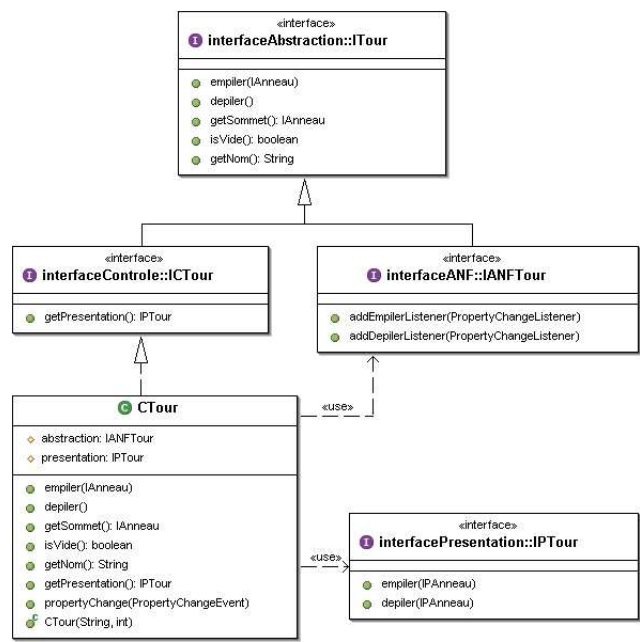 «interface»
I interfaceAbstraction::ITour
empiler(IAnneau)
depiler()
getSommet(): IAnneau
isVide(): boolean
getNom(): String
«interface»
I interfaceControle::ICTour
getPresentation(): IPTour
«interface»
I interfaceANF::IANFTour
addEmpilerListener(PropertyChangeListener)
addDepilerListener(PropertyChangeListener)
C CTour
abstraction: IANFTour
presentation: IPTour
empiler(IAnneau)
depiler()
getSommet(): IAnneau
isVide(): boolean
getNom(): String
getPresentation(): IPTour
propertyChange(PropertyChangeEvent)
C CTour(String, int)
«use»
«use»
«interface»
I interfacePresentation::IPTour
empiler(IPAnneau)
depiler(IPAnneau)